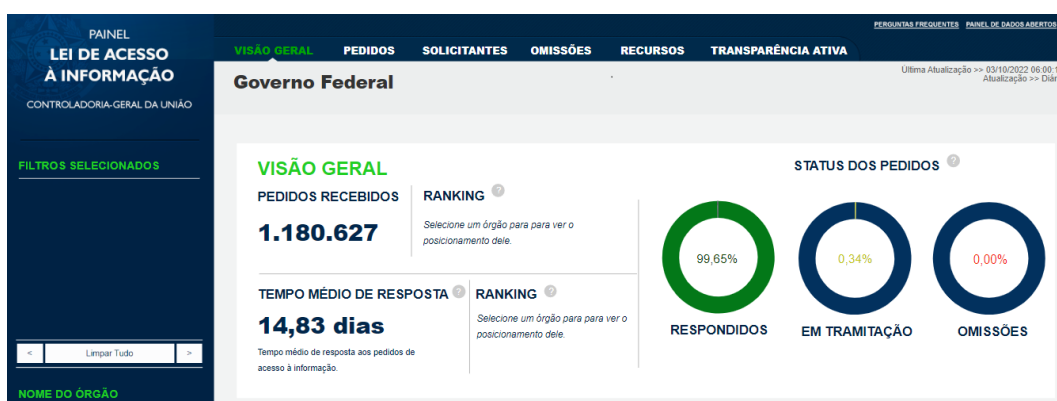 PAINEL
LEI DE ACESSO
À INFORMAÇÃO
CONTROLADORIA-GERAL DA UNIÃO
FILTROS SELECIONADOS
< Limpar Tudo >
NOME DO ÓRGÃO
PERGUNTAS FREQUENTES PAINEL DE DADOS ABERTOS
VISÃO GERAL PEDIDOS SOLICITANTES OMISSÕES RECURSOS TRANSPARÊNCIA ATIVA
Governo Federal
Última Atualização >> 03/10/2022 06:00:1
Atualização >> Diár
VISÃO GERAL
PEDIDOS RECEBIDOS
1.180.627
RANKING ?
Selecione um órgão para para ver o
posicionamento dele.
TEMPO MÉDIO DE RESPOSTA ?
14,83 dias
Tempo médio de resposta aos pedidos de
acesso à informação.
RANKING ?
Selecione um órgão para para ver o
posicionamento dele.
STATUS DOS PEDIDOS ?
99,65% 0,34% 0,00%
RESPONDIDOS EM TRAMITAÇÃO OMISSÕES